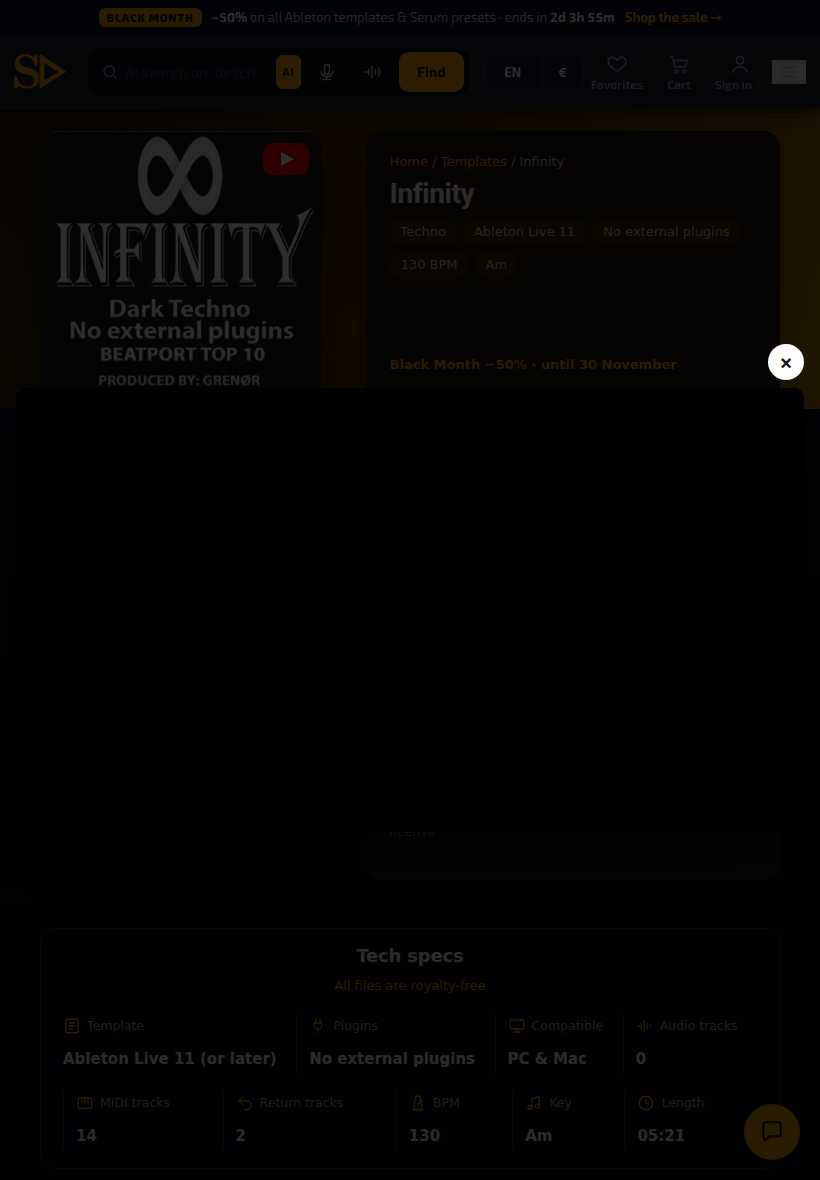 BLACK MONTH −50% on all Ableton templates & Serum presets · ends in 2d 3h 55m Shop the sale →
S AI Find EN € Favorites Cart Sign in
Home / Templates / Infinity
Infinity
Techno Ableton Live 11 No external plugins
130 BPM Am
INFINITY
Dark Techno
No external plugins
BEATPORT TOP 10
PRODUCED BY: GRENØR
Black Month −50% · until 30 November
×
licence
Tech specs
All files are royalty-free
Template Plugins Compatible Audio tracks
Ableton Live 11 (or later) No external plugins PC & Mac 0
MIDI tracks Return tracks BPM Key Length
14 2 130 Am 05:21